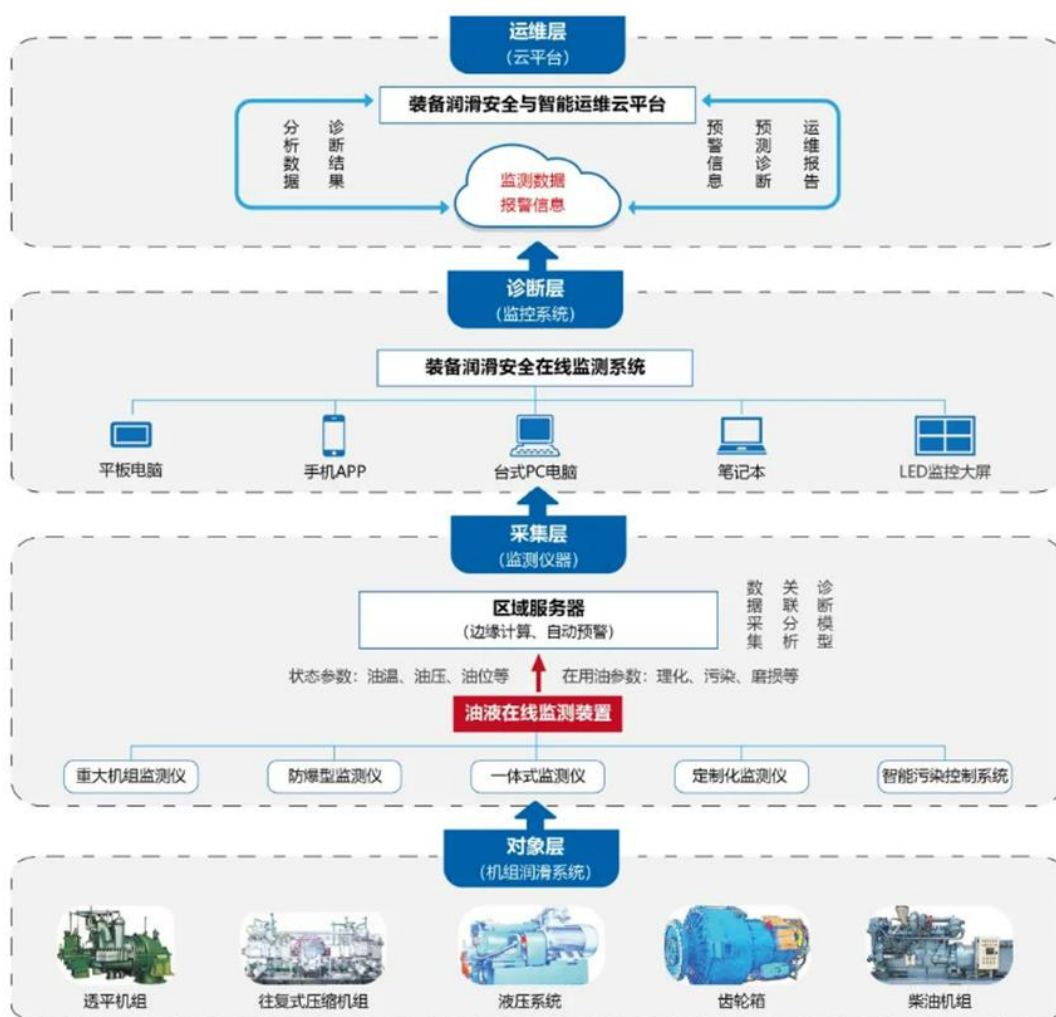 运维层
(云平台)
装备润滑安全与智能运维云平台
分析数据
诊断结果
预警信息
预测诊断
运维报告
监测数据
报警信息
诊断层
(监控系统)
装备润滑安全在线监测系统
平板电脑
手机APP
台式PC电脑
笔记本
LED监控大屏
采集层
(监测仪器)
区域服务器
(边缘计算、自动预警)
数据采集
关联分析
诊断模型
状态参数：油温、油压、油位等
在用油参数：理化、污染、磨损等
油液在线监测装置
重大机组监测仪
防爆型监测仪
一体式监测仪
定制化监测仪
智能污染控制系统
对象层
(机组润滑系统)
透平机组
往复式压缩机组
液压系统
齿轮箱
柴油机组